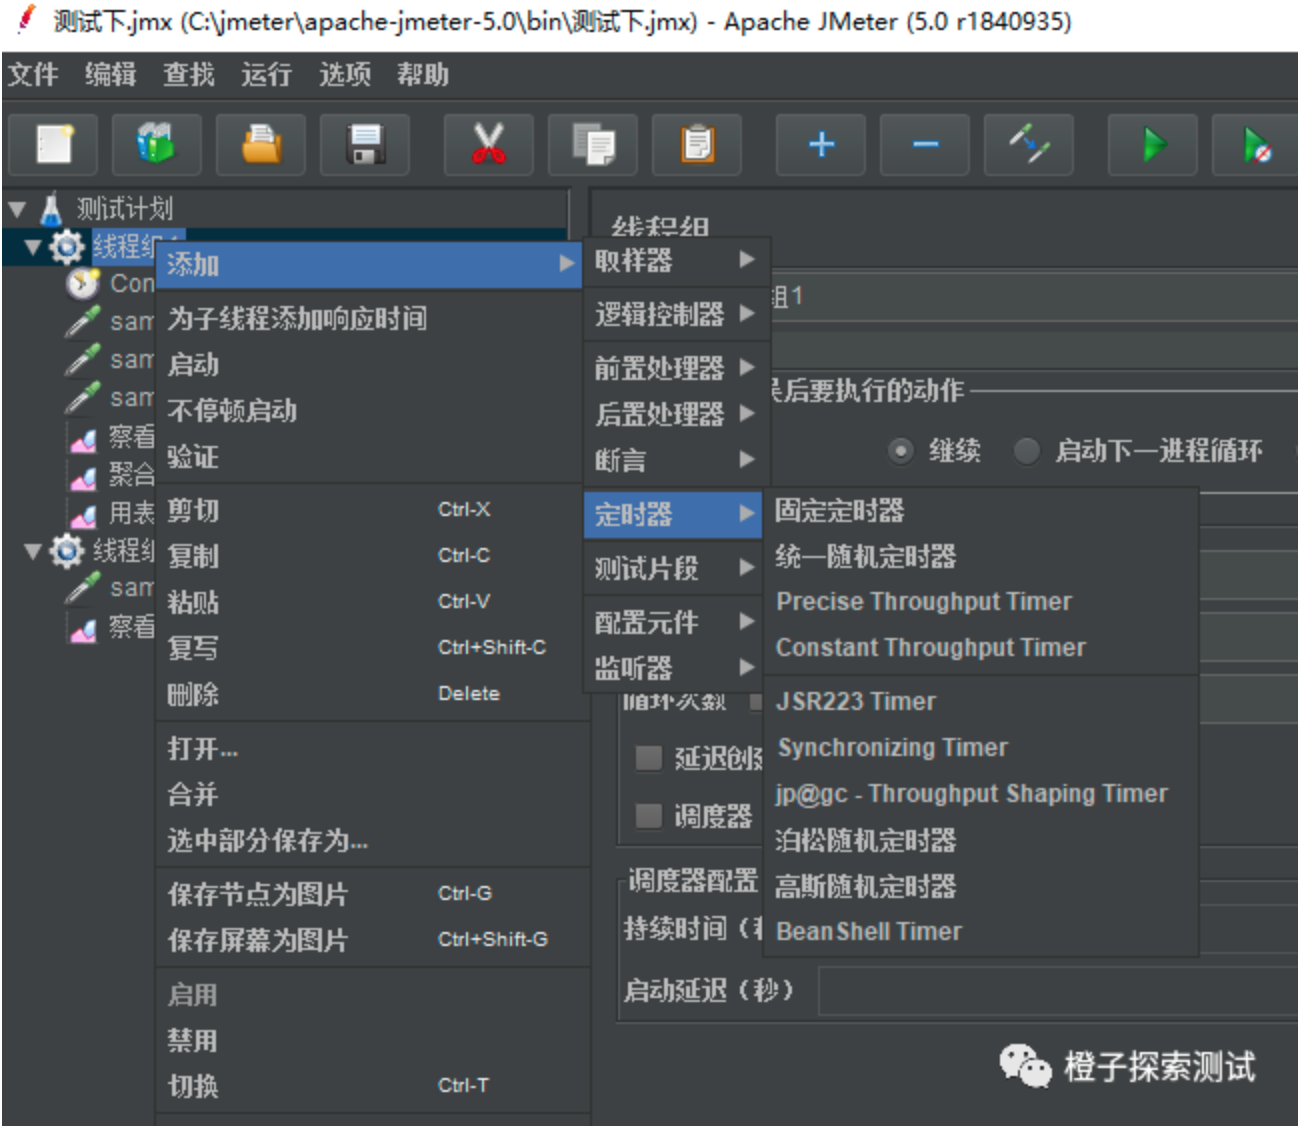 测试下.jmx (C:\jmeter\apache-jmeter-5.0\bin\测试下.jmx) - Apache JMeter (5.0 r1840935)
文件 编辑 查找 运行 选项 帮助
测试计划
线程组
Con
sam
sam
sam
察看
聚合
用表
线程组
sam
察看
添加
为子线程添加响应时间
启动
不停顿启动
验证
剪切 Ctrl-X
复制 Ctrl-C
粘贴 Ctrl-V
复写 Ctrl+Shift-C
删除 Delete
打开...
合并
选中部分保存为...
保存节点为图片 Ctrl-G
保存屏幕为图片 Ctrl+Shift-G
启用
禁用
切换 Ctrl-T
取样器
逻辑控制器
前置处理器
后置处理器
断言
定时器
测试片段
配置元件
监听器
固定定时器
统一随机定时器
Precise Throughput Timer
Constant Throughput Timer
JSR223 Timer
Synchronizing Timer
jp@gc - Throughput Shaping Timer
泊松随机定时器
高斯随机定时器
BeanShell Timer
线程组
组1
后要执行的动作
继续 启动下一进程循环
循环次数
延迟创建
调度器
调度器配置
持续时间（
启动延迟（秒）
橙子探索测试